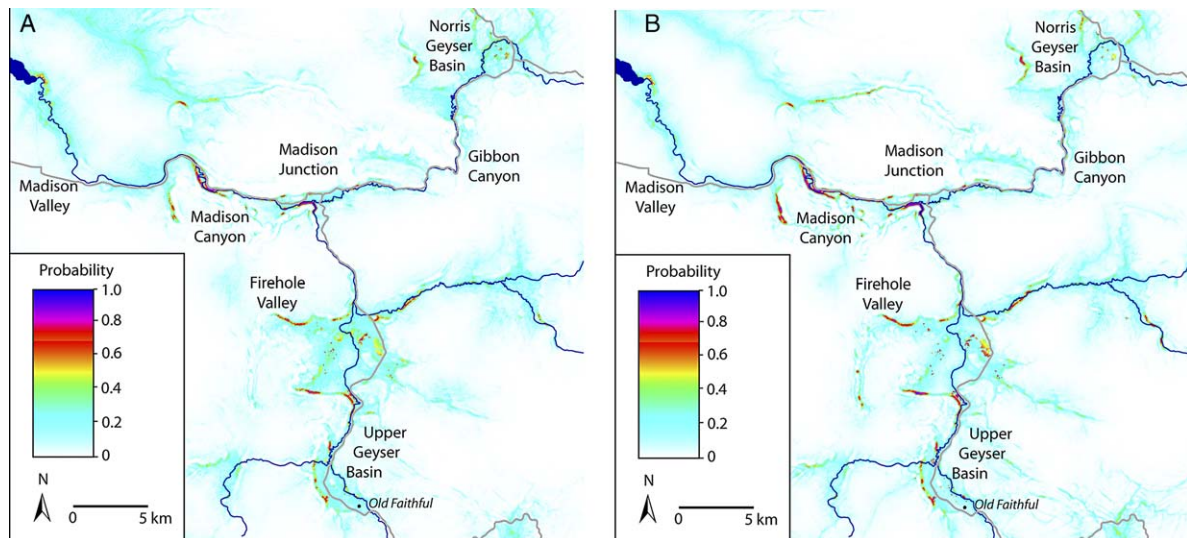 A
Norris
Geyser
Basin
Madison
Junction
Gibbon
Canyon
Madison
Valley
Madison
Canyon
Probability
1.0
0.8
0.6
0.4
0.2
0
Firehole
Valley
Upper
Geyser
Basin
Old Faithful
N
0 5 km
B
Norris
Geyser
Basin
Madison
Junction
Gibbon
Canyon
Madison
Valley
Madison
Canyon
Probability
1.0
0.8
0.6
0.4
0.2
0
Firehole
Valley
Upper
Geyser
Basin
Old Faithful
N
0 5 km